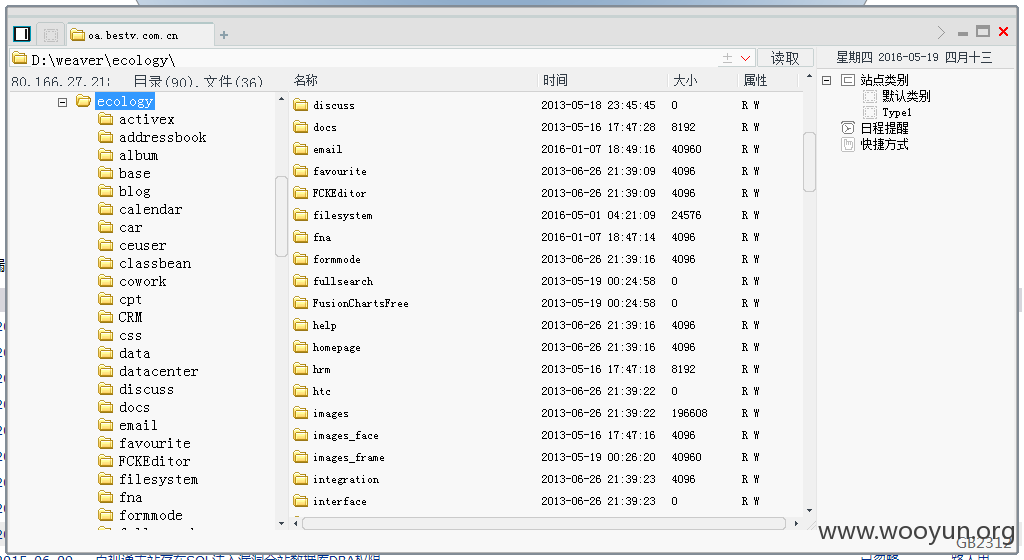 oa.bestv.com.cn
D:\weaver\ecology\ 读取 星期四 2016-05-19 四月十三
80.166.27.21: 目录(90).文件(36) 名称 时间 大小 属性
站点类别
默认类别
Type1
日程提醒
快捷方式
ecology
activex
addressbook
album
base
blog
calendar
car
ceuser
classbean
cowork
cpt
CRM
css
data
datacenter
discuss
docs
email
favourite
FCKEditor
filesystem
fna
formmode
discuss 2013-05-18 23:45:45 0 R W
docs 2013-05-16 17:47:28 8192 R W
email 2016-01-07 18:49:16 40960 R W
favourite 2013-06-26 21:39:09 4096 R W
FCKEditor 2013-06-26 21:39:09 4096 R W
filesystem 2016-05-01 04:21:09 24576 R W
fna 2016-01-07 18:47:14 4096 R W
formmode 2013-06-26 21:39:16 4096 R W
fullsearch 2013-05-19 00:24:58 0 R W
FusionChartsFree 2013-05-19 00:24:58 0 R W
help 2013-06-26 21:39:16 4096 R W
homepage 2013-06-26 21:39:16 4096 R W
hrm 2013-05-16 17:47:18 8192 R W
htc 2013-06-26 21:39:22 0 R W
images 2013-06-26 21:39:22 196608 R W
images_face 2013-05-16 17:47:16 4096 R W
images_frame 2013-05-19 00:26:20 40960 R W
integration 2013-06-26 21:39:23 4096 R W
interface 2013-06-26 21:39:23 0 R W
www.wooyun.org
GB2312